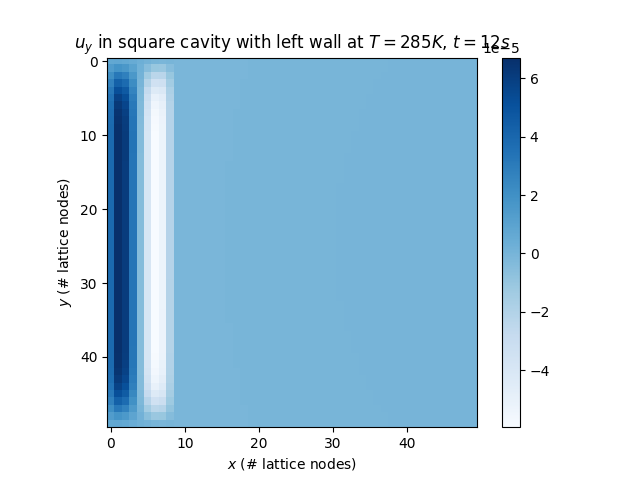 u_y in square cavity with left wall at T = 285K, t = 12s
1e−5
0
10
20
30
40
y (# lattice nodes)
0 10 20 30 40
x (# lattice nodes)
6
4
2
0
−2
−4